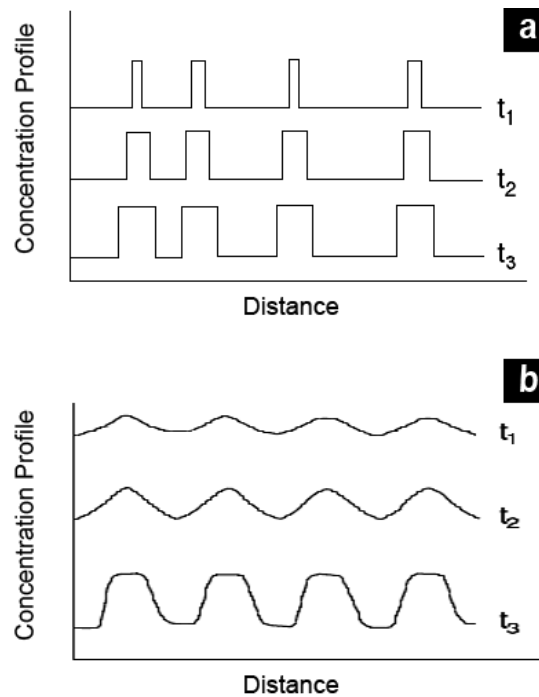 a
Concentration Profile
t₁
t₂
t₃
Distance
b
Concentration Profile
t₁
t₂
t₃
Distance